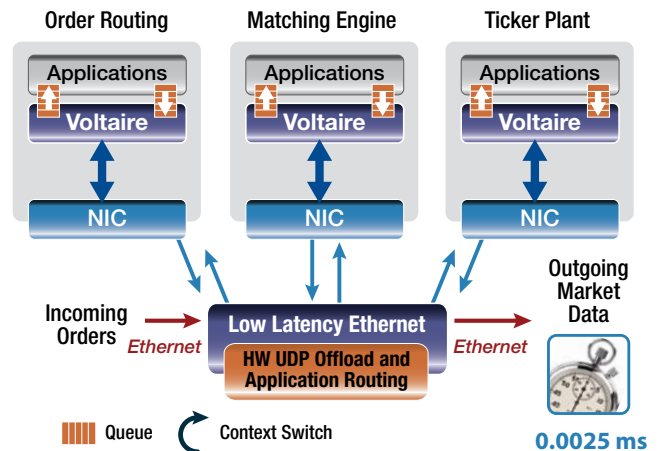 Order Routing
Matching Engine
Ticker Plant
Applications
Applications
Applications
Voltaire
Voltaire
Voltaire
NIC
NIC
NIC
Incoming
Orders
Ethernet
Low Latency Ethernet
HW UDP Offload and
Application Routing
Ethernet
Outgoing
Market
Data
Queue
Context Switch
0.0025 ms